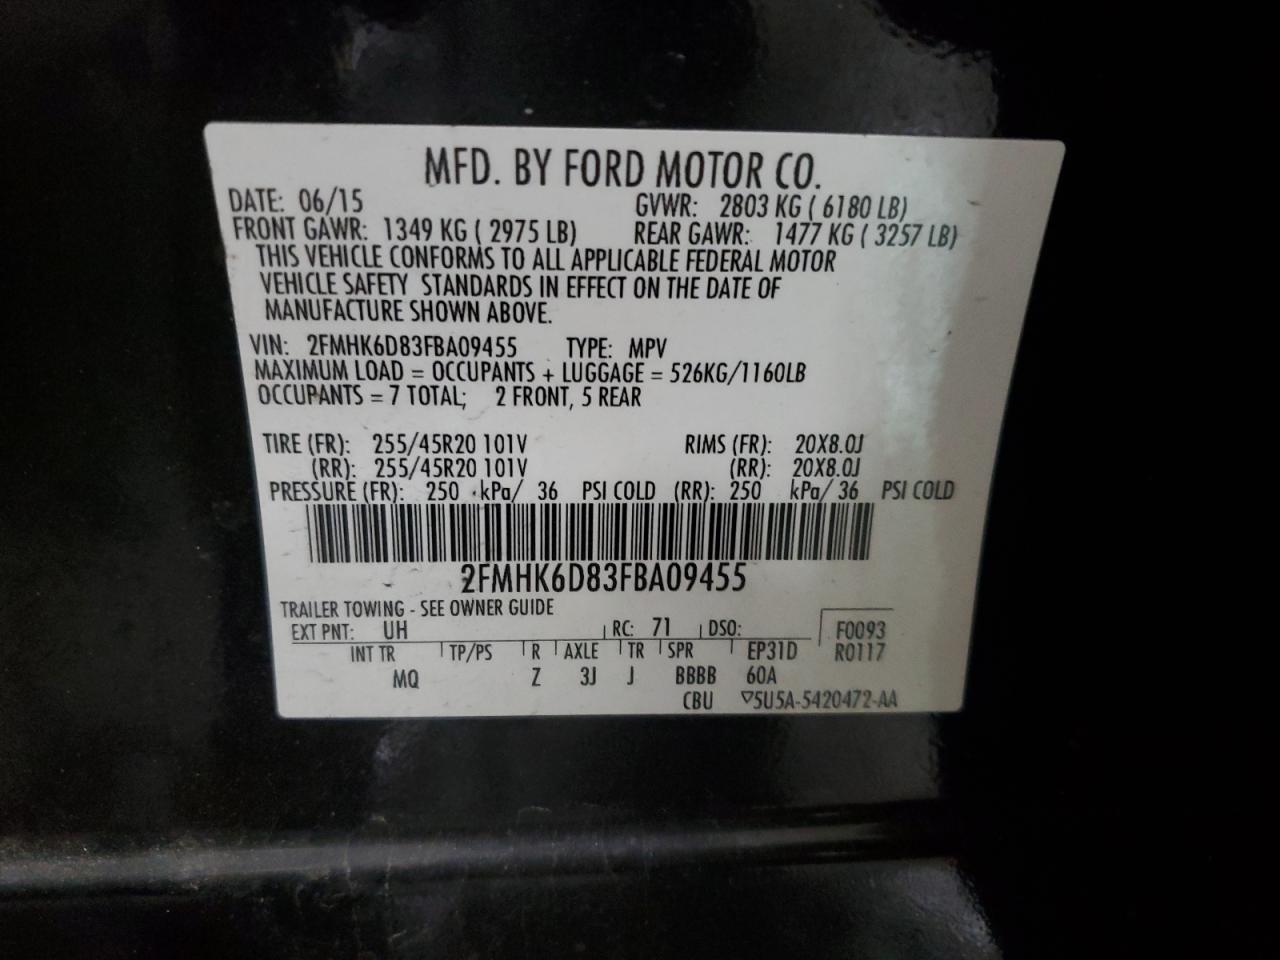 MFD. BY FORD MOTOR CO.
DATE: 06/15 GVWR: 2803 KG ( 6180 LB)
FRONT GAWR: 1349 KG ( 2975 LB) REAR GAWR: 1477 KG ( 3257 LB)
THIS VEHICLE CONFORMS TO ALL APPLICABLE FEDERAL MOTOR
VEHICLE SAFETY STANDARDS IN EFFECT ON THE DATE OF
MANUFACTURE SHOWN ABOVE.
VIN: 2FMHK6D83FBA09455 TYPE: MPV
MAXIMUM LOAD = OCCUPANTS + LUGGAGE = 526KG/1160LB
OCCUPANTS = 7 TOTAL; 2 FRONT, 5 REAR
TIRE (FR): 255/45R20 101V RIMS (FR): 20X8.0J
(RR): 255/45R20 101V (RR): 20X8.0J
PRESSURE (FR): 250 kPa/ 36 PSI COLD (RR): 250 kPa/ 36 PSI COLD
2FMHK6D83FBA09455
TRAILER TOWING - SEE OWNER GUIDE
EXT PNT: UH RC: 71 DSO: F0093
INT TR TP/PS R AXLE TR SPR EP31D R0117
MQ Z 3J J BBBB 60A
CBU ▽5U5A-5420472-AA